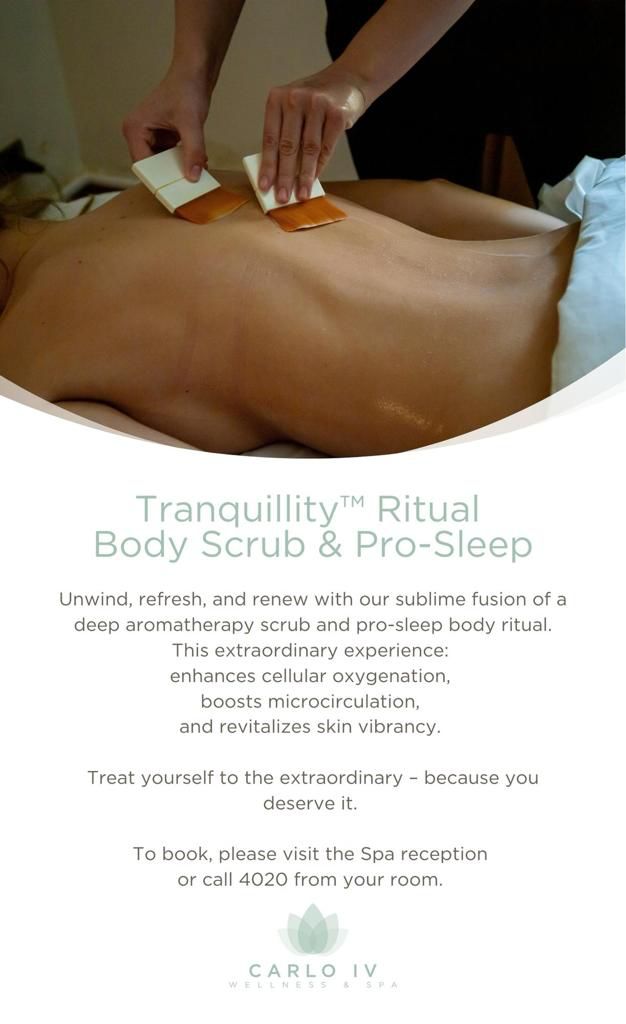 Tranquillity™ Ritual
Body Scrub & Pro-Sleep
Unwind, refresh, and renew with our sublime fusion of a
deep aromatherapy scrub and pro-sleep body ritual.
This extraordinary experience:
enhances cellular oxygenation,
boosts microcirculation,
and revitalizes skin vibrancy.
Treat yourself to the extraordinary – because you
deserve it.
To book, please visit the Spa reception
or call 4020 from your room.
CARLO IV
WELLNESS & SPA